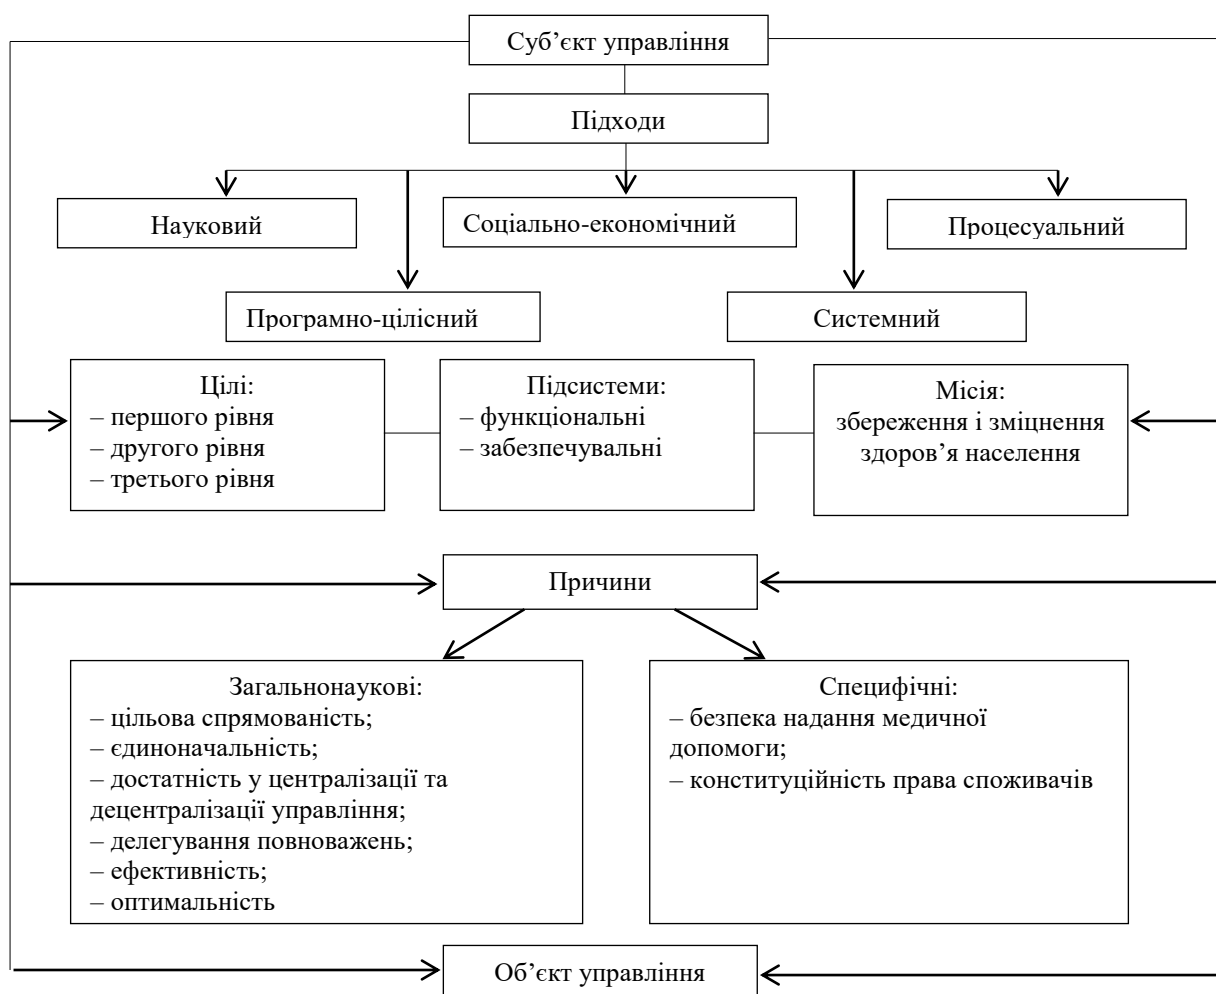 Суб’єкт управління
Підходи
Науковий
Соціально-економічний
Процесуальний
Програмно-цілісний
Системний
Цілі:
– першого рівня
– другого рівня
– третього рівня
Підсистеми:
– функціональні
– забезпечувальні
Місія:
збереження і зміцнення
здоров’я населення
Причини
Загальнонаукові:
– цільова спрямованість;
– єдиноначальність;
– достатність у централізації та
децентралізації управління;
– делегування повноважень;
– ефективність;
– оптимальність
Специфічні:
– безпека надання медичної
допомоги;
– конституційність права споживачів
Об’єкт управління